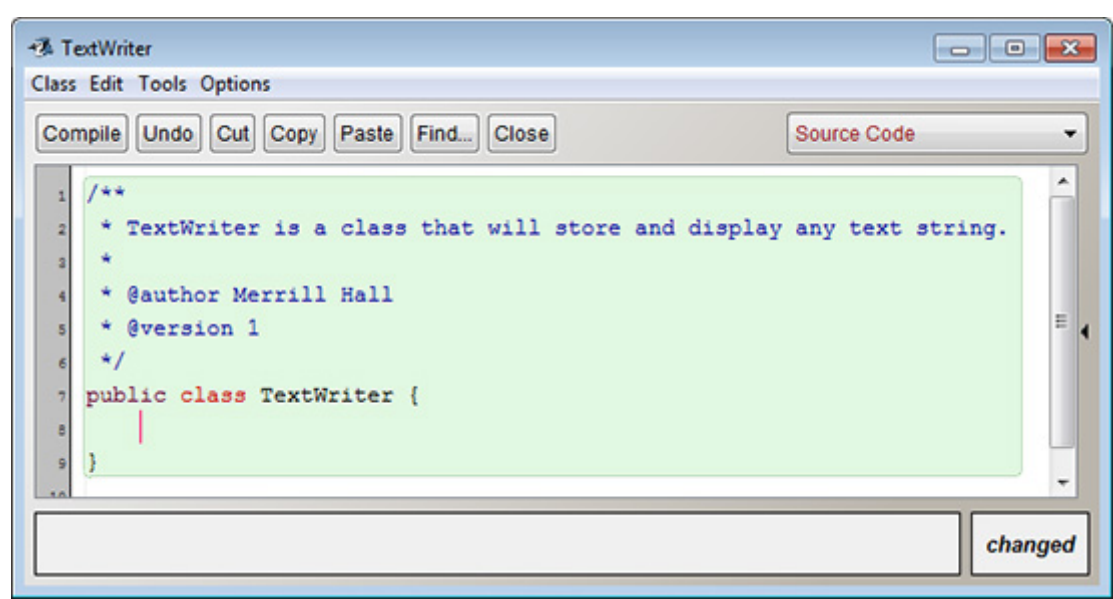 TextWriter
Class Edit Tools Options
Compile Undo Cut Copy Paste Find... Close Source Code
1 /**
2 * TextWriter is a class that will store and display any text string.
3 *
4 * @author Merrill Hall
5 * @version 1
6 */
7 public class TextWriter {
8
9 }
10
changed